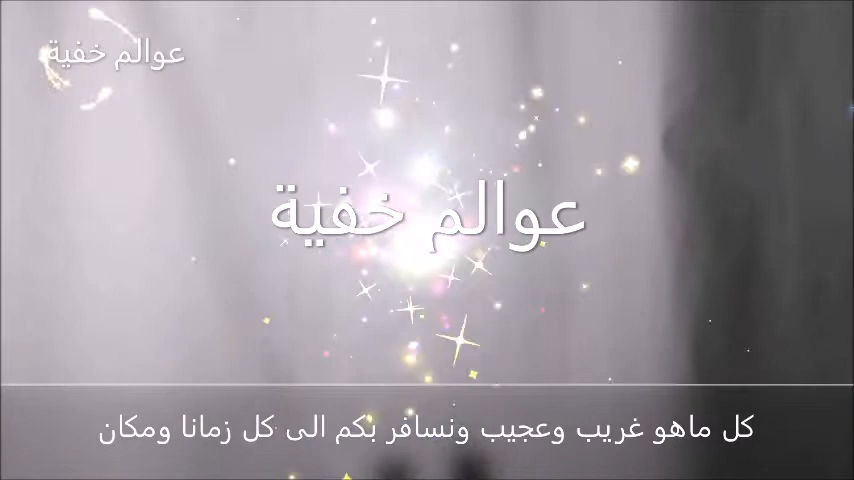 عوالم خفية
عوالم خفية
كل ماهو غريب وعجيب ونسافر بكم الى كل زمانا ومكان